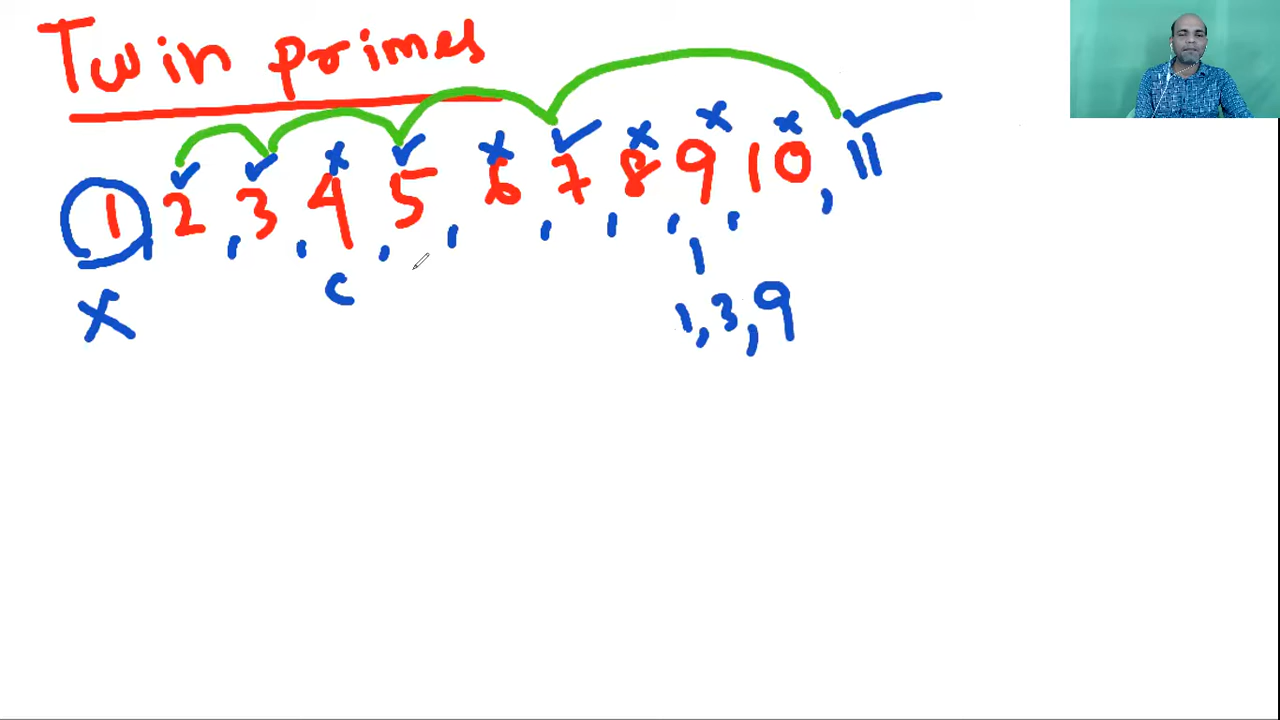 Twin primes
1, 2, 3, 4, 5, 6, 7, 8, 9, 10, 11
x c 1, 3, 9